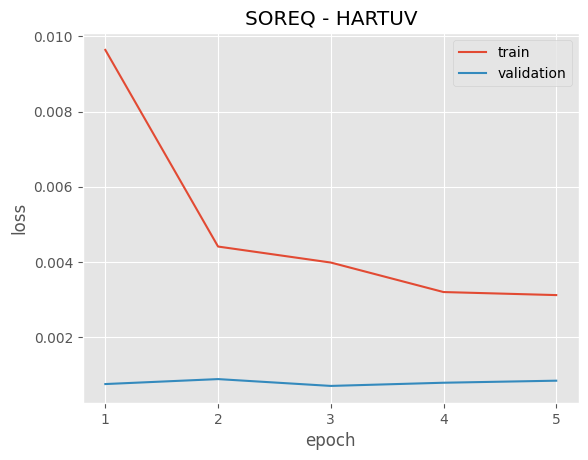 SOREQ - HARTUV
0.010
0.008
0.006
0.004
0.002
loss
train
validation
1
2
3
4
5
epoch